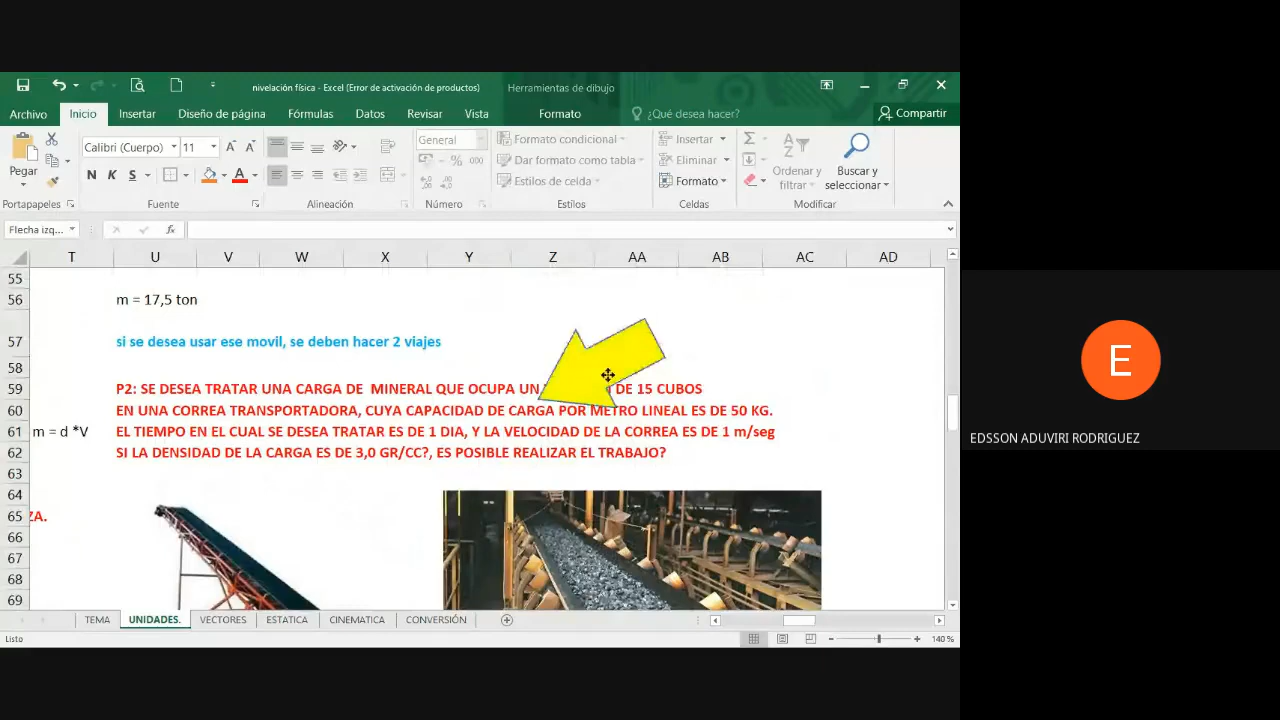 nivelación física - Excel (Error de activación de productos)
Herramientas de dibujo
Archivo
Inicio
Insertar
Diseño de página
Fórmulas
Datos
Revisar
Vista
Formato
¿Qué desea hacer?
Compartir
Pegar
Calibri (Cuerpo)
11
N K S
General
% 000
Formato condicional
Dar formato como tabla
Estilos de celda
Insertar
Eliminar
Formato
Ordenar y
filtrar
Buscar y
seleccionar
Portapapeles
Fuente
Alineación
Número
Estilos
Celdas
Modificar
Flecha izq...
fx
T U V W X Y Z AA AB AC AD
55
56 m = 17,5 ton
57 si se desea usar ese movil, se deben hacer 2 viajes
58
59 P2: SE DESEA TRATAR UNA CARGA DE MINERAL QUE OCUPA UN DE 15 CUBOS
60 EN UNA CORREA TRANSPORTADORA, CUYA CAPACIDAD DE CARGA POR METRO LINEAL ES DE 50 KG.
61 m = d *V EL TIEMPO EN EL CUAL SE DESEA TRATAR ES DE 1 DIA, Y LA VELOCIDAD DE LA CORREA ES DE 1 m/seg
62 SI LA DENSIDAD DE LA CARGA ES DE 3,0 GR/CC?, ES POSIBLE REALIZAR EL TRABAJO?
63
64
65 ZA.
66
67
68
69
TEMA
UNIDADES.
VECTORES
ESTATICA
CINEMATICA
CONVERSIÓN
Listo
140 %
E
EDSSON ADUVIRI RODRIGUEZ